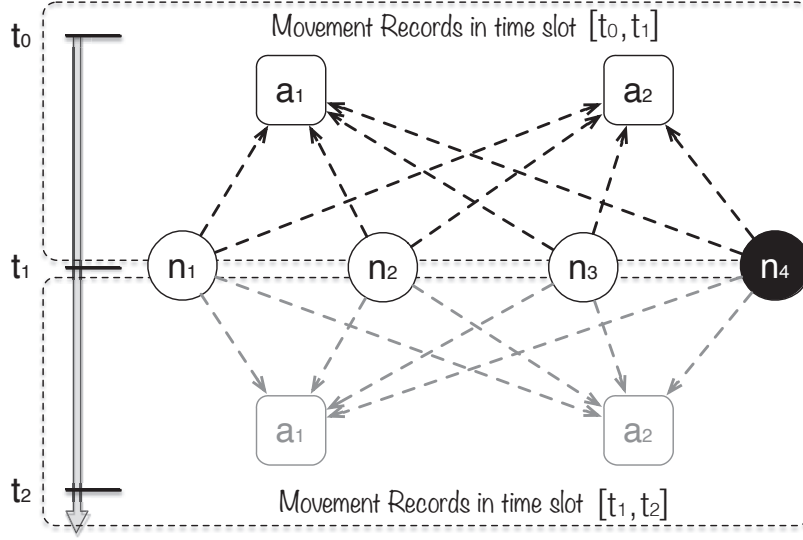 t0
Movement Records in time slot [t0, t1]
a1 a2
t1
n1 n2 n3 n4
a1 a2
t2
Movement Records in time slot [t1, t2]